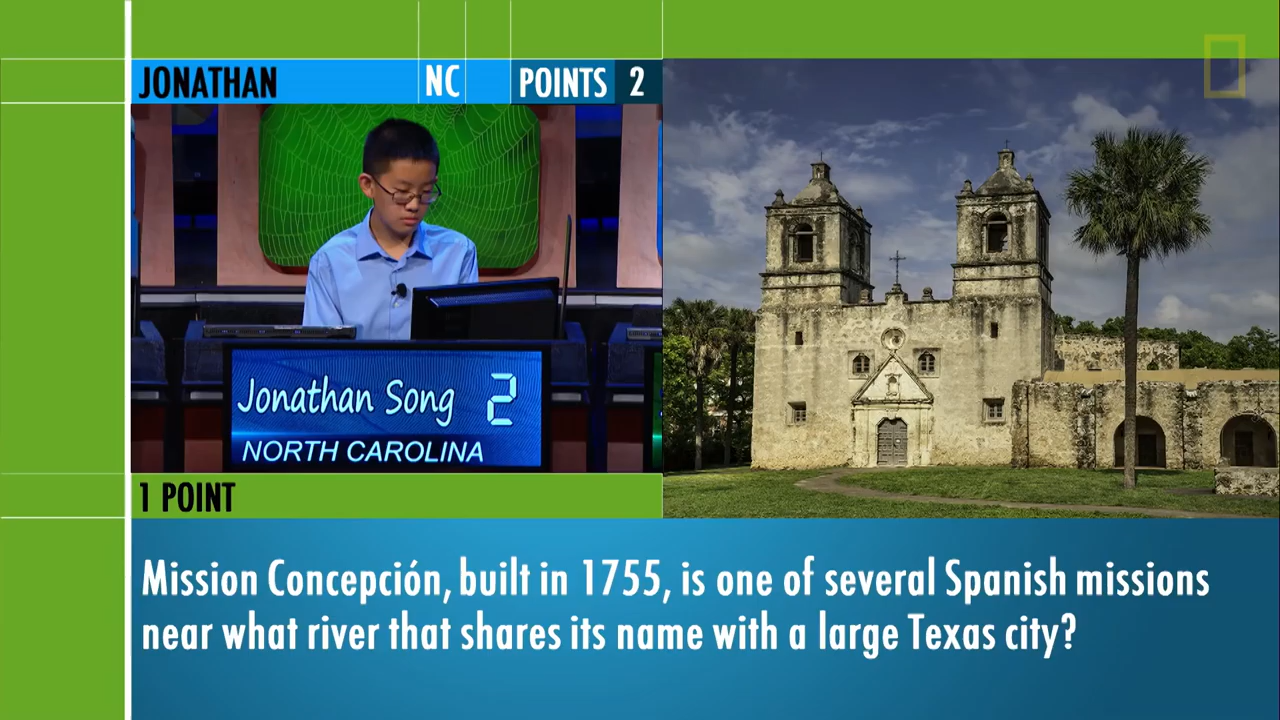 JONATHAN NC POINTS 2
Jonathan Song 2
NORTH CAROLINA
1 POINT
Mission Concepción, built in 1755, is one of several Spanish missions
near what river that shares its name with a large Texas city?